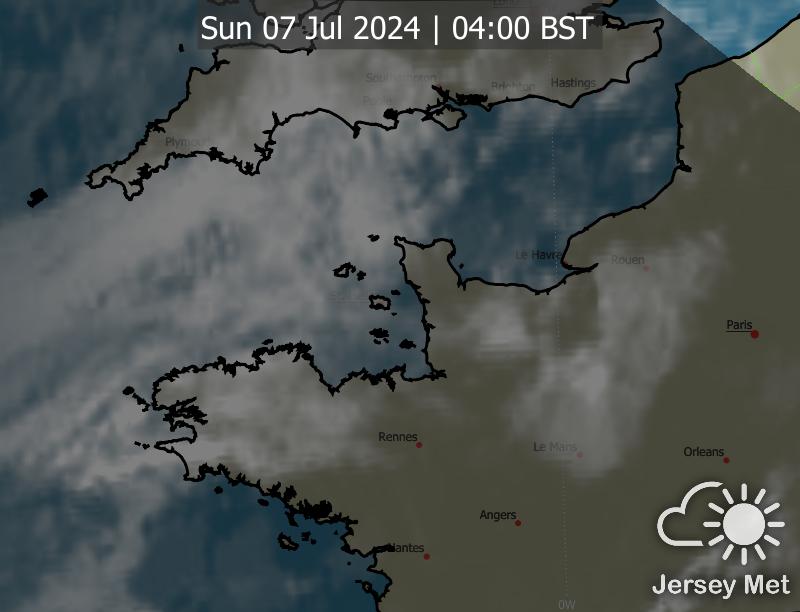 London
Sun 07 Jul 2024 | 04:00 BST
Southampton
Brighton
Hastings
Plymouth
Le Havre
Rouen
Paris
Rennes
Le Mans
Orleans
Angers
Nantes
Jersey Met
0W